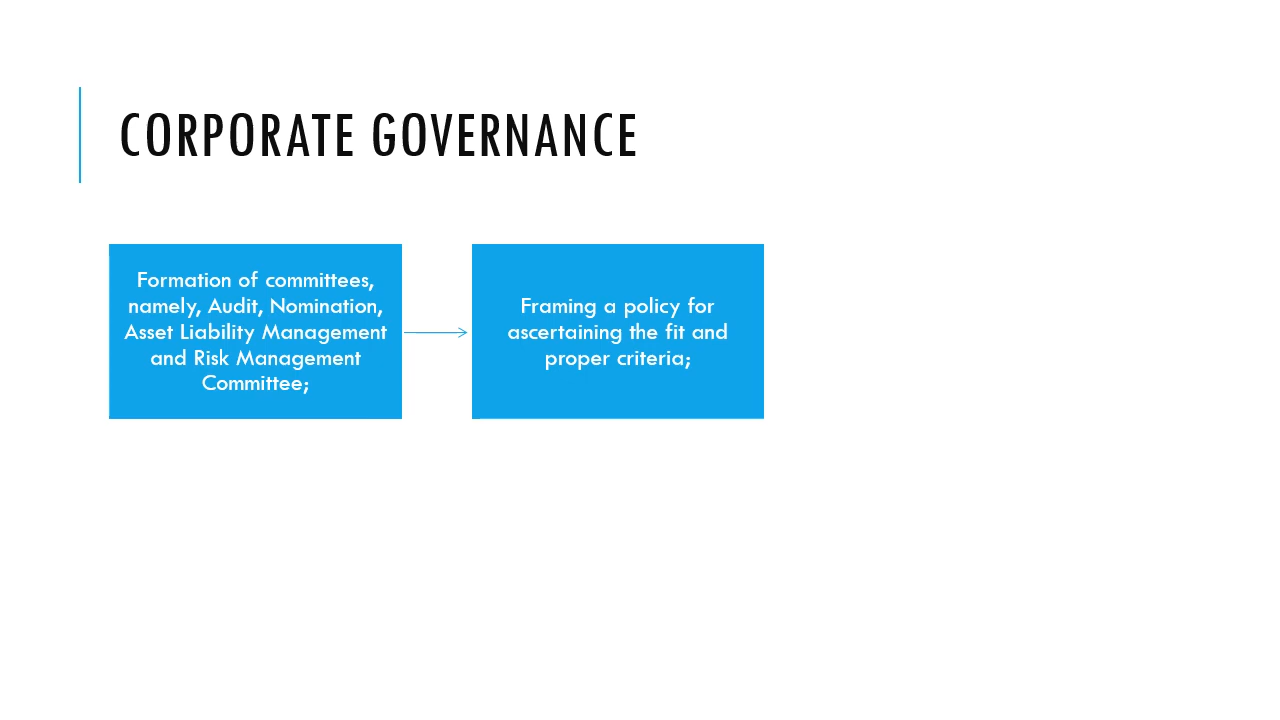 CORPORATE GOVERNANCE
Formation of committees,
namely, Audit, Nomination,
Asset Liability Management
and Risk Management
Committee;
Framing a policy for
ascertaining the fit and
proper criteria;